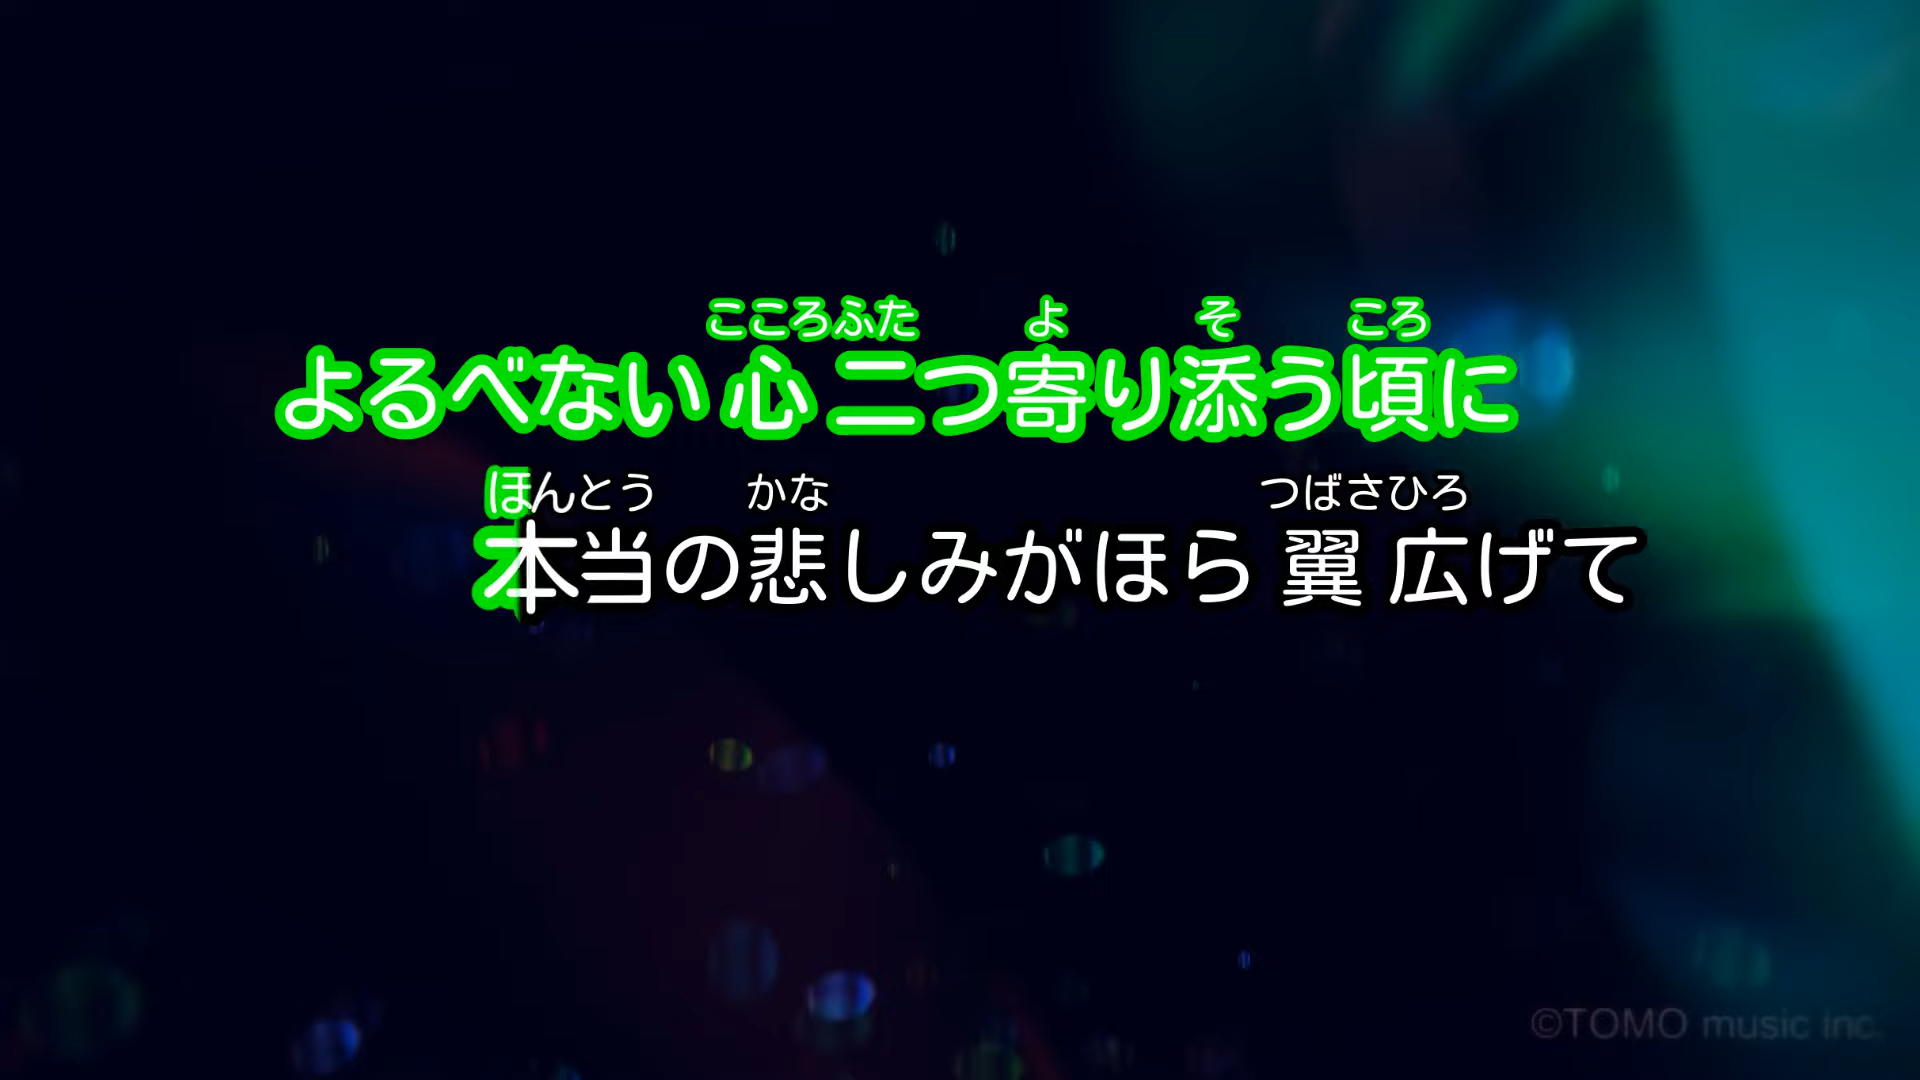 こころふた よ そ ころ
よるべない 心 二つ寄り添う頃に
ほんとう かな つばさひろ
本当の悲しみがほら 翼 広げて
©TOMO music inc.